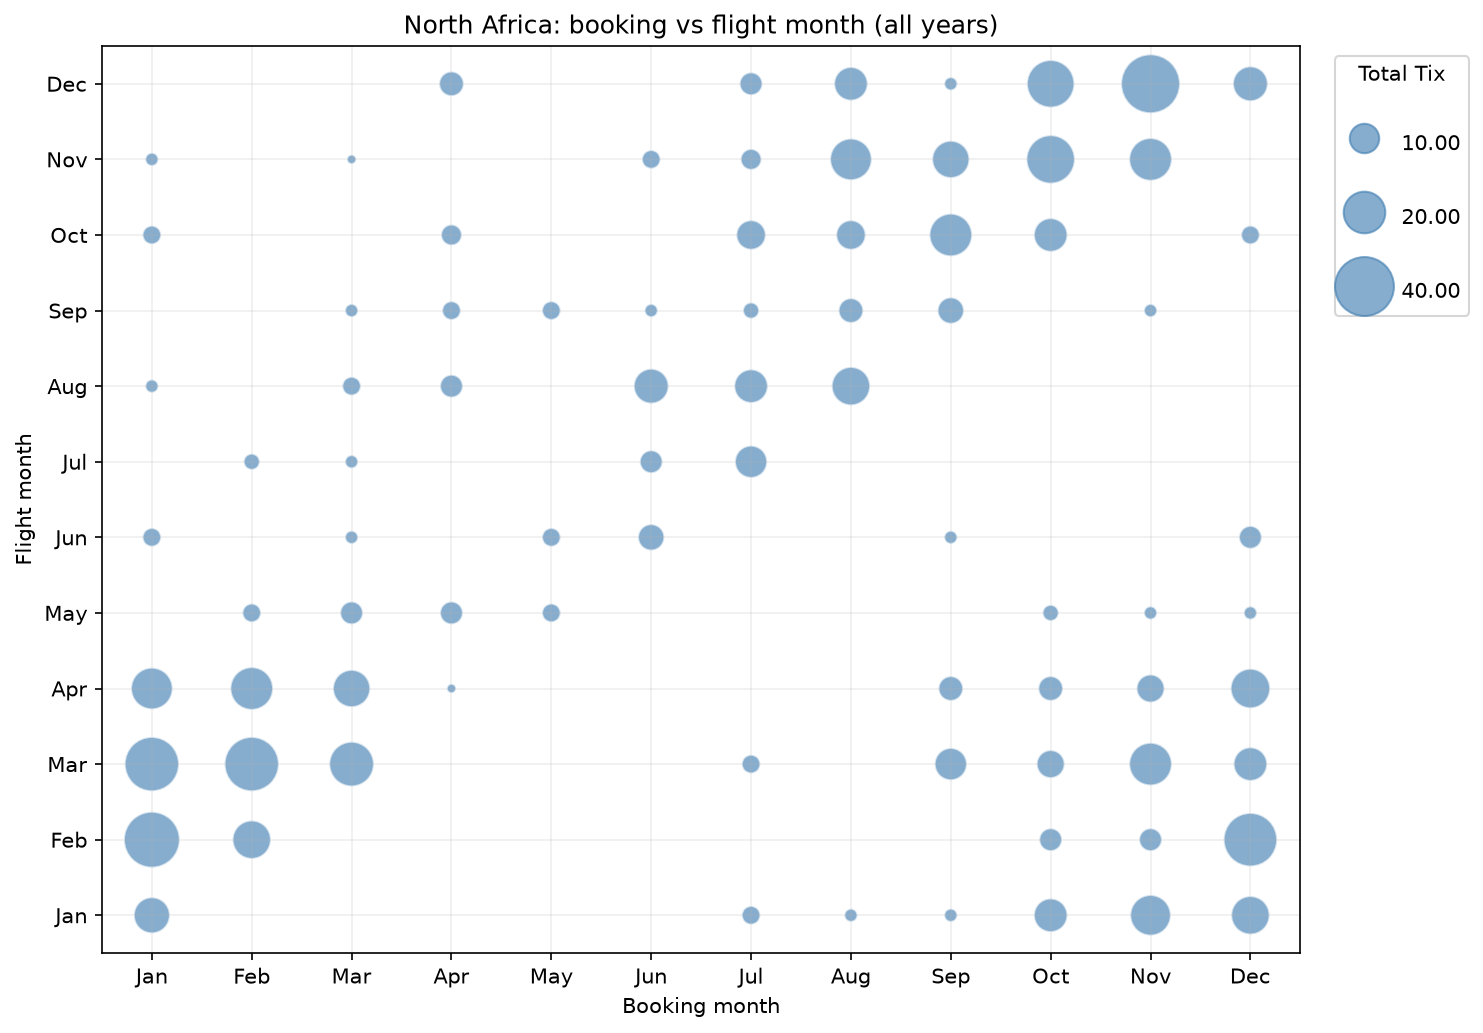 North Africa: booking vs flight month (all years)
Total Tix
10.00
20.00
40.00
Flight month
Dec
Nov
Oct
Sep
Aug
Jul
Jun
May
Apr
Mar
Feb
Jan
Jan Feb Mar Apr May Jun Jul Aug Sep Oct Nov Dec
Booking month